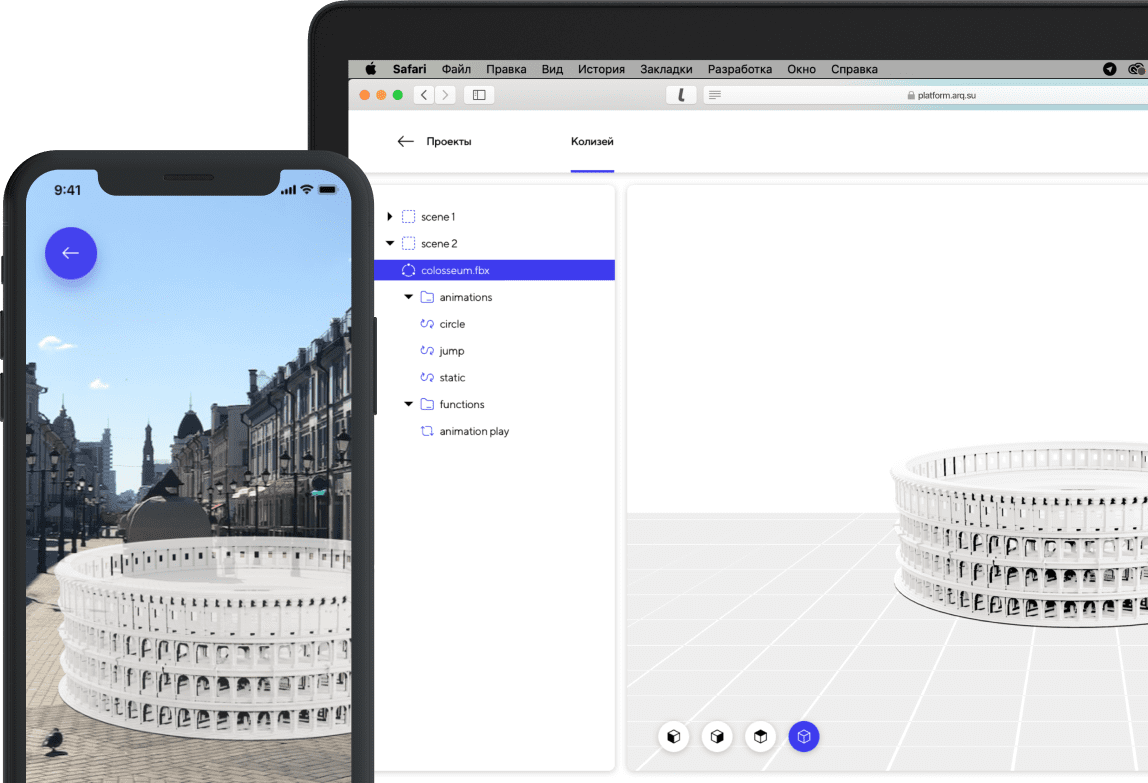 Safari Файл Правка Вид История Закладки Разработка Окно Справка
platform.arq.su
Проекты Колизей
9:41
scene 1
scene 2
colosseum.fbx
animations
circle
jump
static
functions
animation play